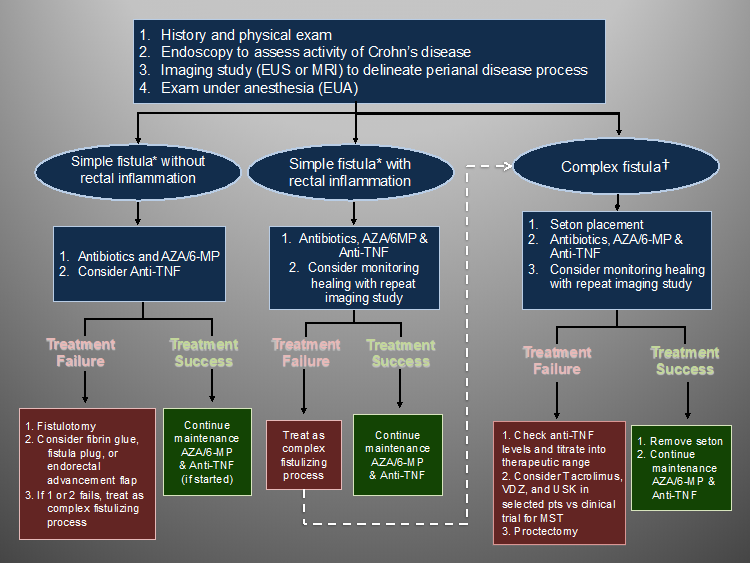 1. History and physical exam
2. Endoscopy to assess activity of Crohn's disease
3. Imaging study (EUS or MRI) to delineate perianal disease process
4. Exam under anesthesia (EUA)
Simple fistula* without
rectal inflammation
Simple fistula* with
rectal inflammation
Complex fistula†
1. Antibiotics and AZA/6-MP
2. Consider Anti-TNF
1. Antibiotics, AZA/6MP &
Anti-TNF
2. Consider monitoring
healing with repeat
imaging study
1. Seton placement
2. Antibiotics, AZA/6-MP &
Anti-TNF
3. Consider monitoring healing
with repeat imaging study
Treatment
Failure
Treatment
Success
Treatment
Failure
Treatment
Success
Treatment
Failure
Treatment
Success
1. Fistulotomy
2. Consider fibrin glue,
fistula plug, or
endorectal
advancement flap
3. If 1 or 2 fails, treat as
complex fistulizing
process
Continue
maintenance
AZA/6-MP
& Anti-TNF
(if started)
Treat as
complex
fistulizing
process
Continue
maintenance
AZA/6-MP
& Anti-TNF
1. Check anti-TNF
levels and titrate into
therapeutic range
2. Consider Tacrolimus,
VDZ, and USK in
selected pts vs clinical
trial for MST
3. Proctectomy
1. Remove seton
2. Continue
maintenance
AZA/6-MP &
Anti-TNF